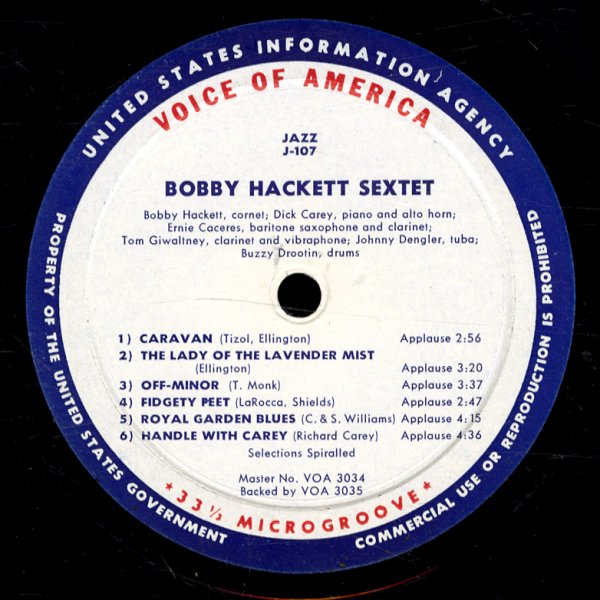 UNITED STATES INFORMATION AGENCY
VOICE OF AMERICA
JAZZ
J-107
BOBBY HACKETT SEXTET
Bobby Hackett, cornet; Dick Carey, piano and alto horn;
Ernie Caceres, baritone saxophone and clarinet;
Tom Giwaltney, clarinet and vibraphone; Johnny Dengler, tuba;
Buzzy Drootin, drums
1) CARAVAN (Tizol, Ellington) Applause 2:56
2) THE LADY OF THE LAVENDER MIST
(Ellington) Applause 3:20
3) OFF-MINOR (T. Monk) Applause 3:37
4) FIDGETY FEET (LaRocca, Shields) Applause 2:47
5) ROYAL GARDEN BLUES (C. & S. Williams) Applause 4:15
6) HANDLE WITH CAREY (Richard Carey) Applause 4:36
Selections Spiralled
Master No. VOA 3034
Backed by VOA 3035
*33⅓ MICROGROOVE*
PROPERTY OF THE UNITED STATES GOVERNMENT
COMMERCIAL USE OR REPRODUCTION IS PROHIBITED